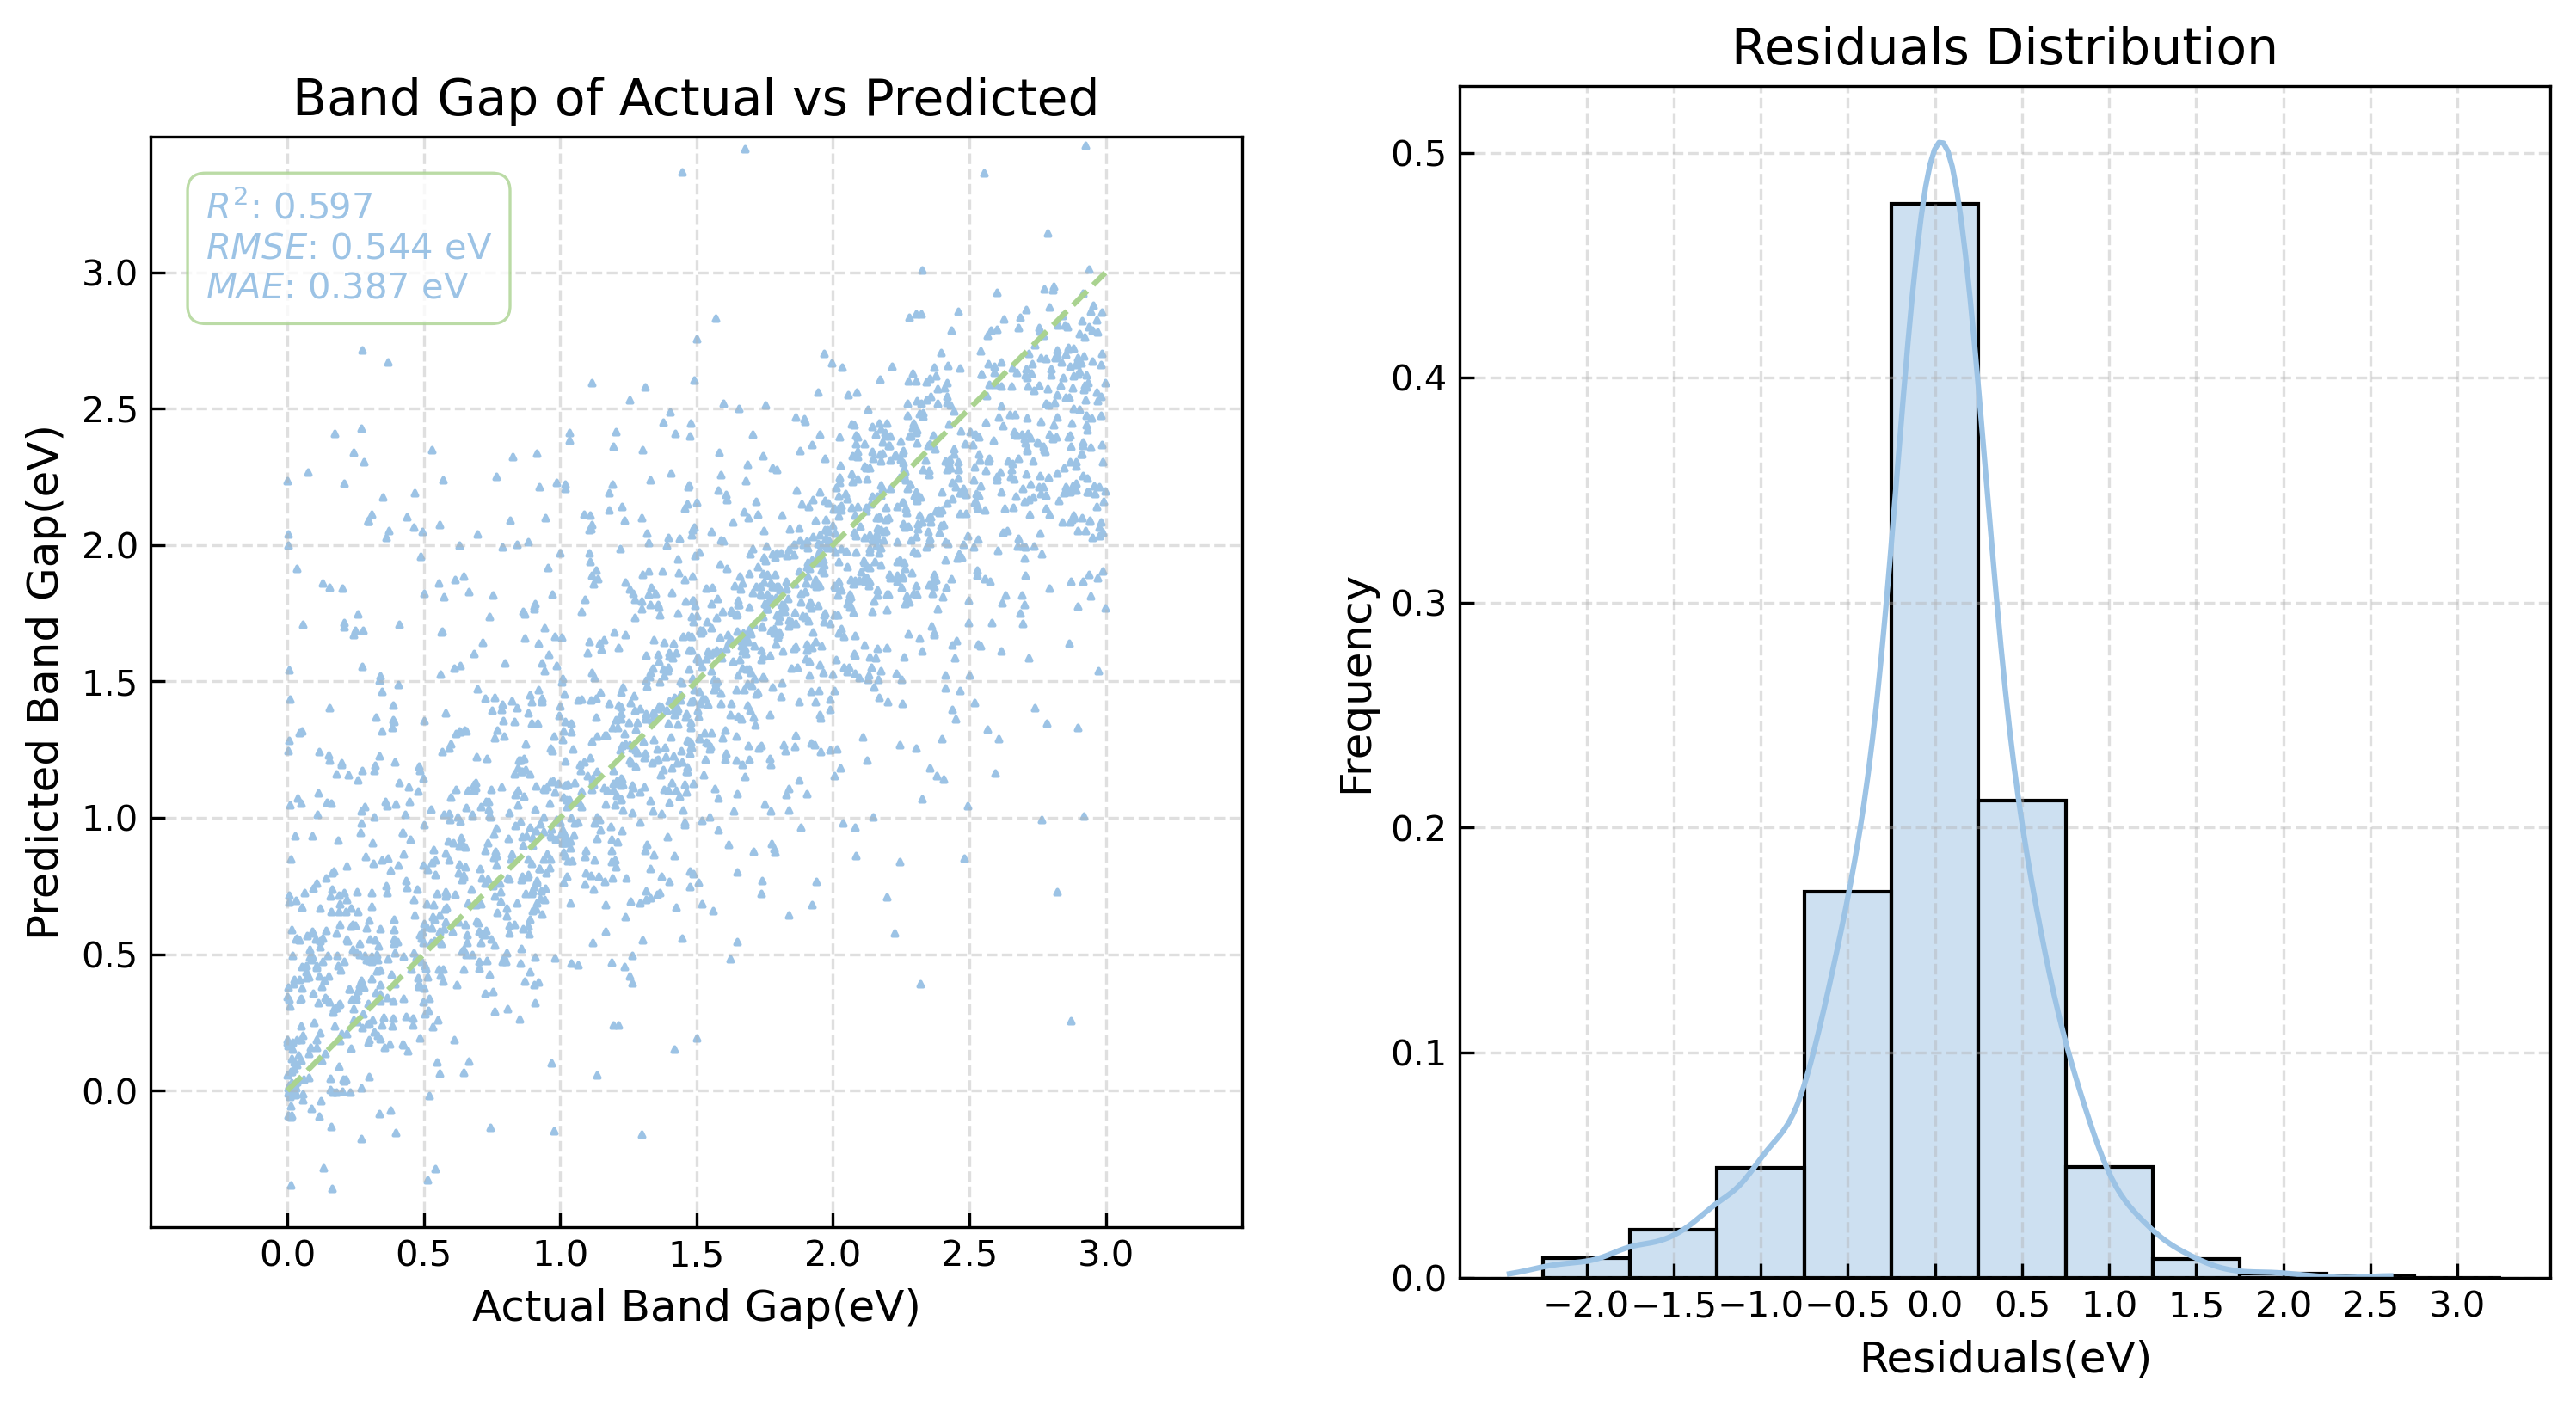 Band Gap of Actual vs Predicted
R²: 0.597
RMSE: 0.544 eV
MAE: 0.387 eV
3.0
2.5
2.0
1.5
1.0
0.5
0.0
Predicted Band Gap(eV)
0.0 0.5 1.0 1.5 2.0 2.5 3.0
Actual Band Gap(eV)
Residuals Distribution
0.5
0.4
0.3
0.2
0.1
0.0
Frequency
−2.0 −1.5 −1.0 −0.5 0.0 0.5 1.0 1.5 2.0 2.5 3.0
Residuals(eV)